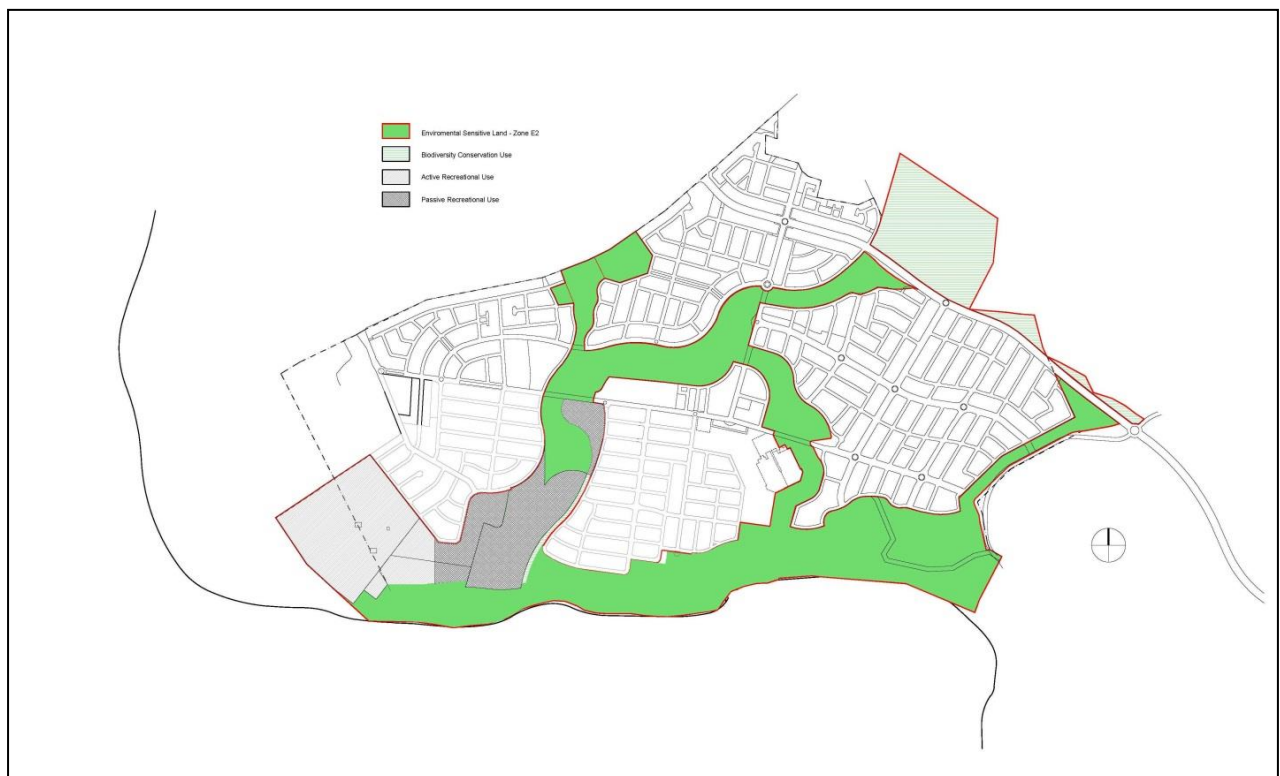 Enviromental Sensitive Land - Zone E2
Biodiversity Conservation Use
Active Recreational Use
Passive Recreational Use